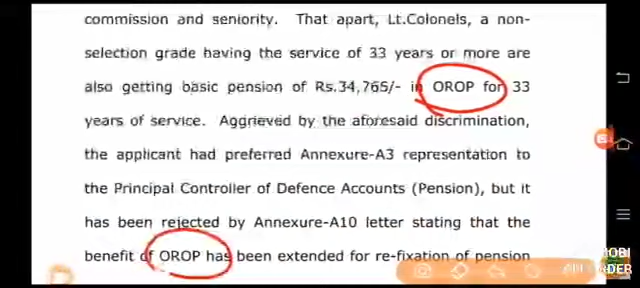 commission and seniority. That apart, Lt.Colonels, a non-
selection grade having the service of 33 years or more are
also getting basic pension of Rs.34,765/- in OROP for 33
years of service. Aggrieved by the aforesaid discrimination,
the applicant had preferred Annexure-A3 representation to
the Principal Controller of Defence Accounts (Pension), but it
has been rejected by Annexure-A10 letter stating that the
benefit of OROP has been extended for re-fixation of pension